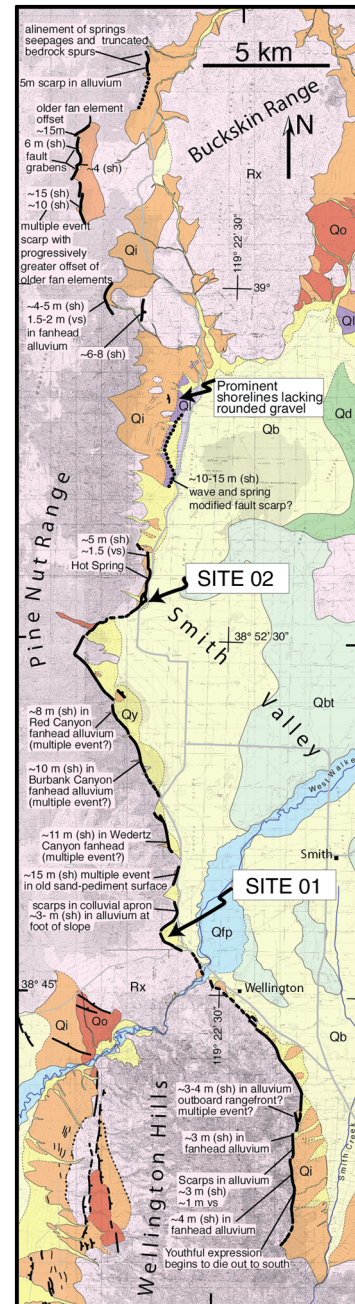 alinement of springs
seepages and truncated
bedrock spurs
5m scarp in alluvium
5 km
N
Buckskin Range
Rx
older fan element
offset
~15m
6 m (sh)
fault
grabens
~4 (sh)
~15 (sh)
~10 (sh)
multiple event
scarp with
progressively
greater offset of
older fan elements
Qi
119° 22' 30"
39°
Qo
Ql
~4-5 m (sh)
1.5-2 m (vs)
in fanhead
alluvium
~6-8 (sh)
Qi
Ql
Prominent
shorelines lacking
rounded gravel
Qb
Qd
~10-15 m (sh)
wave and spring
modified fault scarp?
Pine Nut Range
~5 m (sh)
~1.5 (vs)
Hot Spring
SITE 02
Smith
Valley
38° 52' 30"
Qbt
Qy
~8 m (sh) in
Red Canyon
fanhead alluvium
(multiple event?)
~10 m (sh) in
Burbank Canyon
fanhead alluvium
(multiple event?)
West Walke
~11 m (sh) in Wedertz
Canyon fanhead
(multiple event?)
Smith
~15 m (sh) multiple event
in old sand-pediment surface
SITE 01
scarps in colluvial apron
~3- m (sh) in alluvium at
foot of slope
Qfp
38° 45'
Rx
Wellington
119° 22' 30"
Qi
Qo
Qb
Wellington Hills
~3-4 m (sh) in alluvium
outboard rangefront?
multiple event?
~3 m (sh) in
fanhead alluvium
Qi
Scarps in alluvium
~3 m (sh)
~1 m vs
~4 m (sh) in
fanhead alluvium
Smith Creek
Youthful expression
begins to die out to south